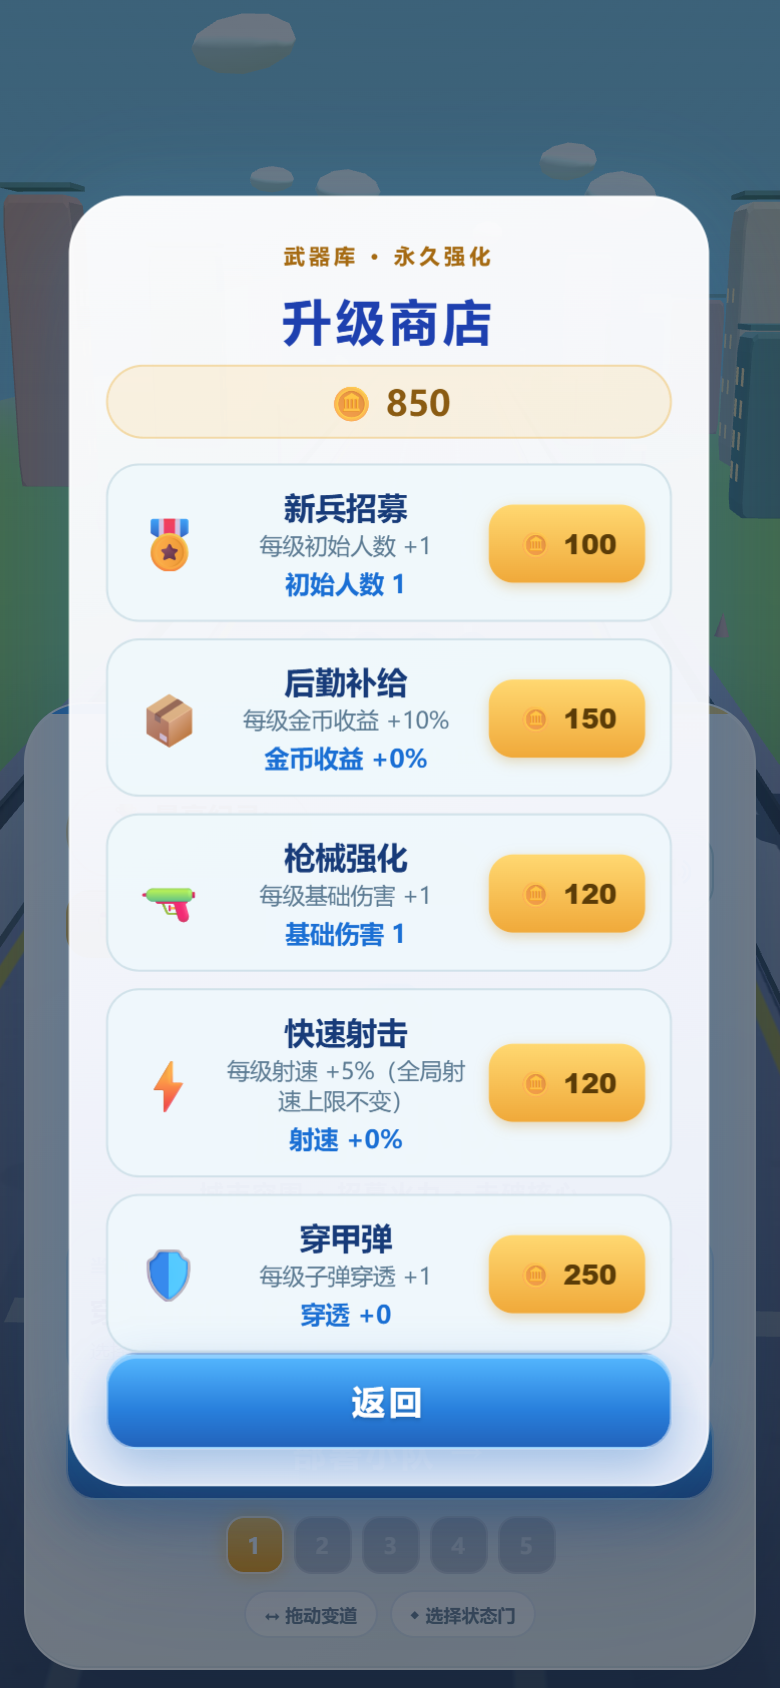 武器库 · 永久强化
升级商店
850
新兵招募
每级初始人数 +1
初始人数 1
100
后勤补给
每级金币收益 +10%
金币收益 +0%
150
枪械强化
每级基础伤害 +1
基础伤害 1
120
快速射击
每级射速 +5%（全局射
速上限不变）
射速 +0%
120
穿甲弹
每级子弹穿透 +1
穿透 +0
250
返回
1 2 3 4 5
↔ 拖动变道
◆ 选择状态门